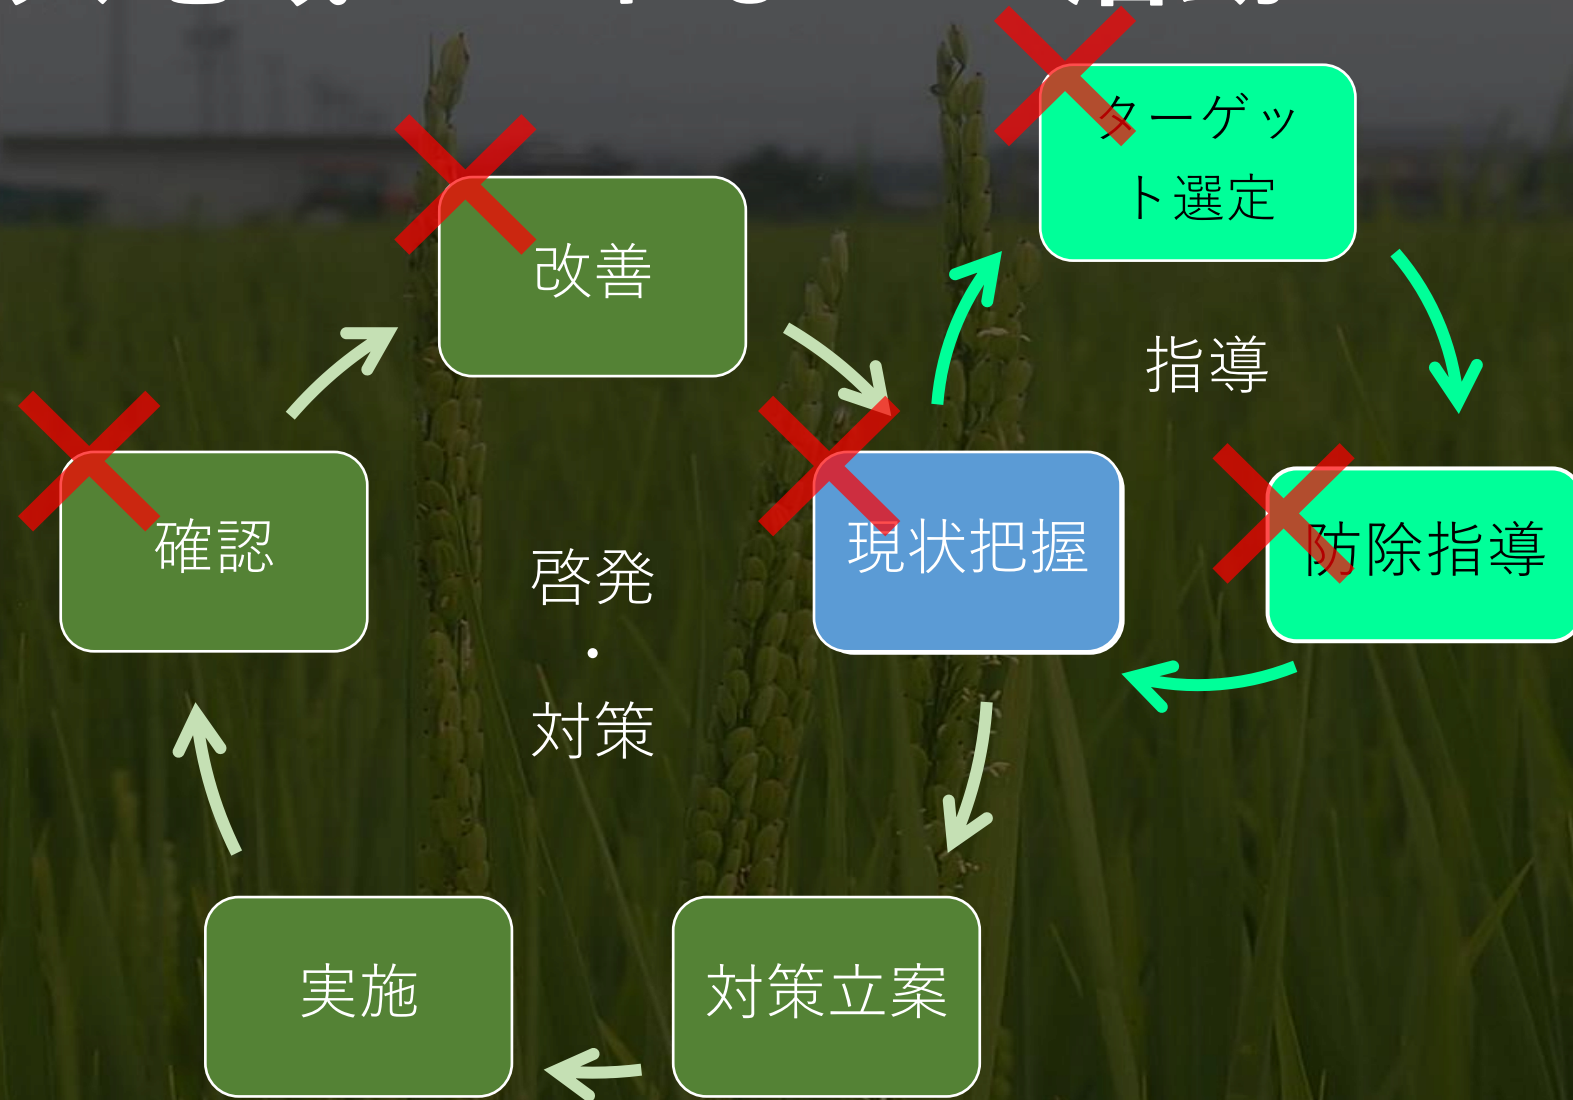 ターゲッ
ト選定
改善
指導
確認
現状把握
防除指導
啓発
・
対策
実施
対策立案